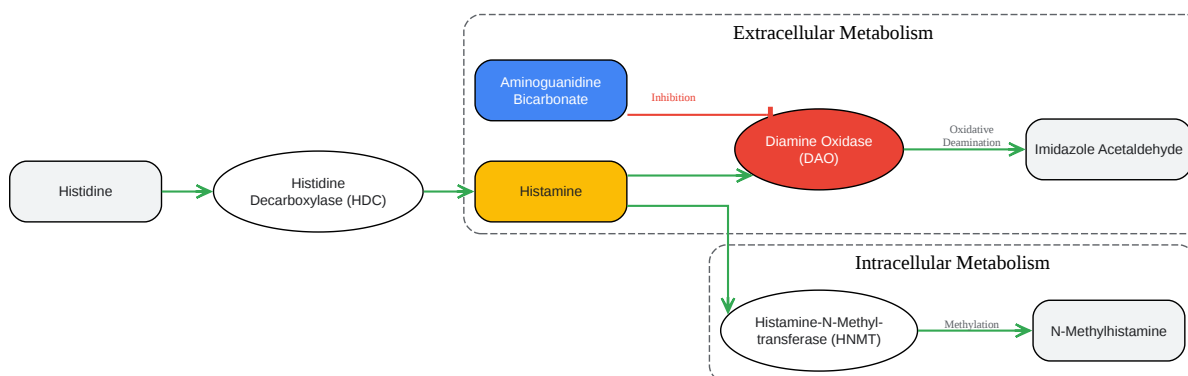 Extracellular Metabolism
Aminoguanidine
Bicarbonate
Inhibition
Diamine Oxidase
(DAO)
Oxidative
Deamination
Imidazole Acetaldehyde
Histidine
Histidine
Decarboxylase (HDC)
Histamine
Intracellular Metabolism
Histamine-N-Methyl-
transferase (HNMT)
Methylation
N-Methylhistamine